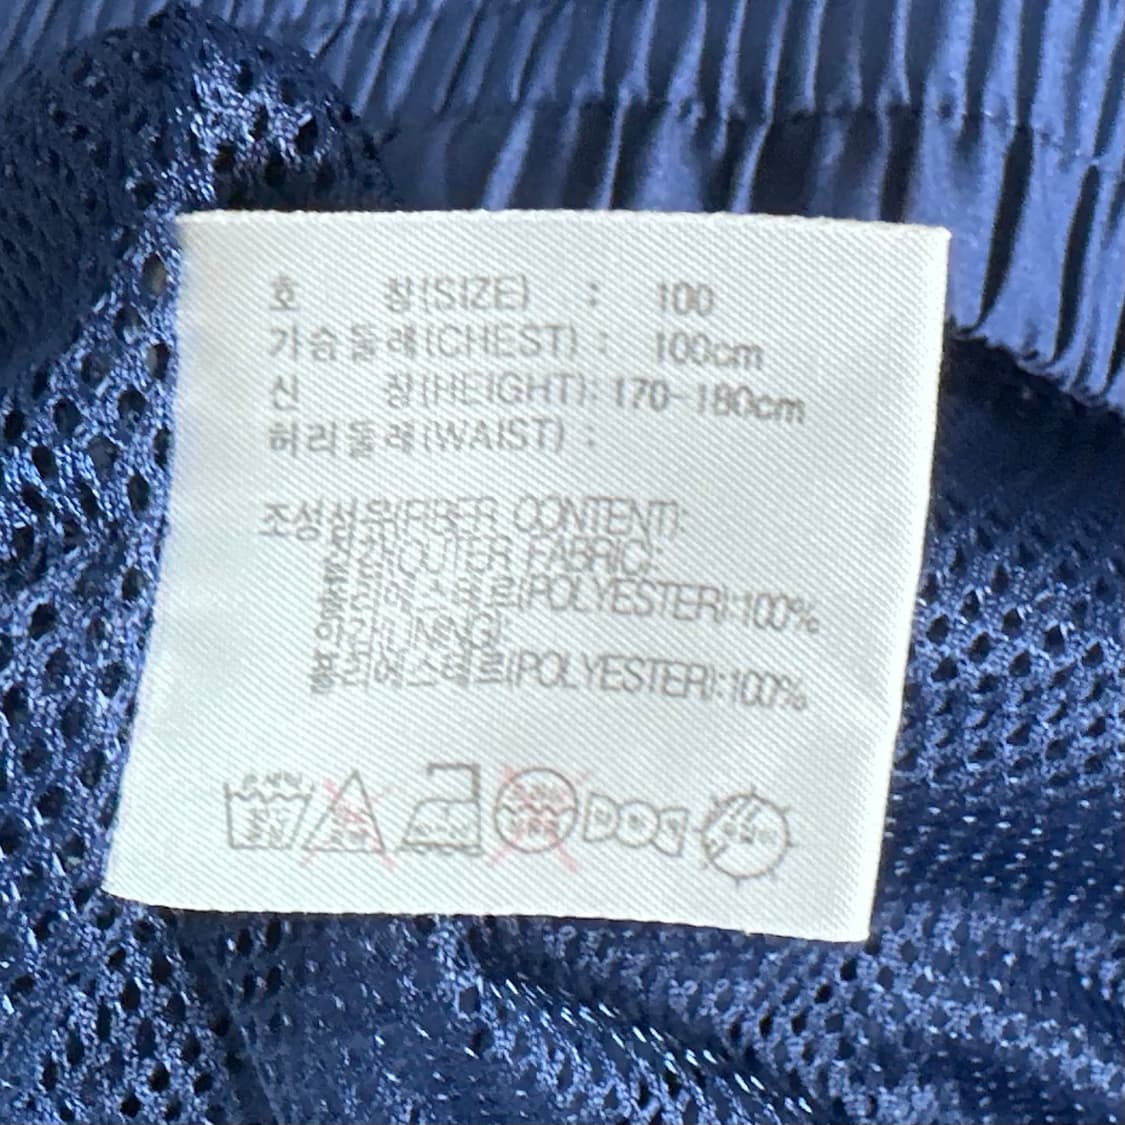 호 칭(SIZE) : 100
가슴둘레(CHEST) : 100cm
신 장(HEIGHT): 170-180cm
허리둘레(WAIST) :
조성섬유(FIBER CONTENT):
겉감(OUTER FABRIC):
폴리에스테르(POLYESTER):100%
안감(LINING):
폴리에스테르(POLYESTER):100%